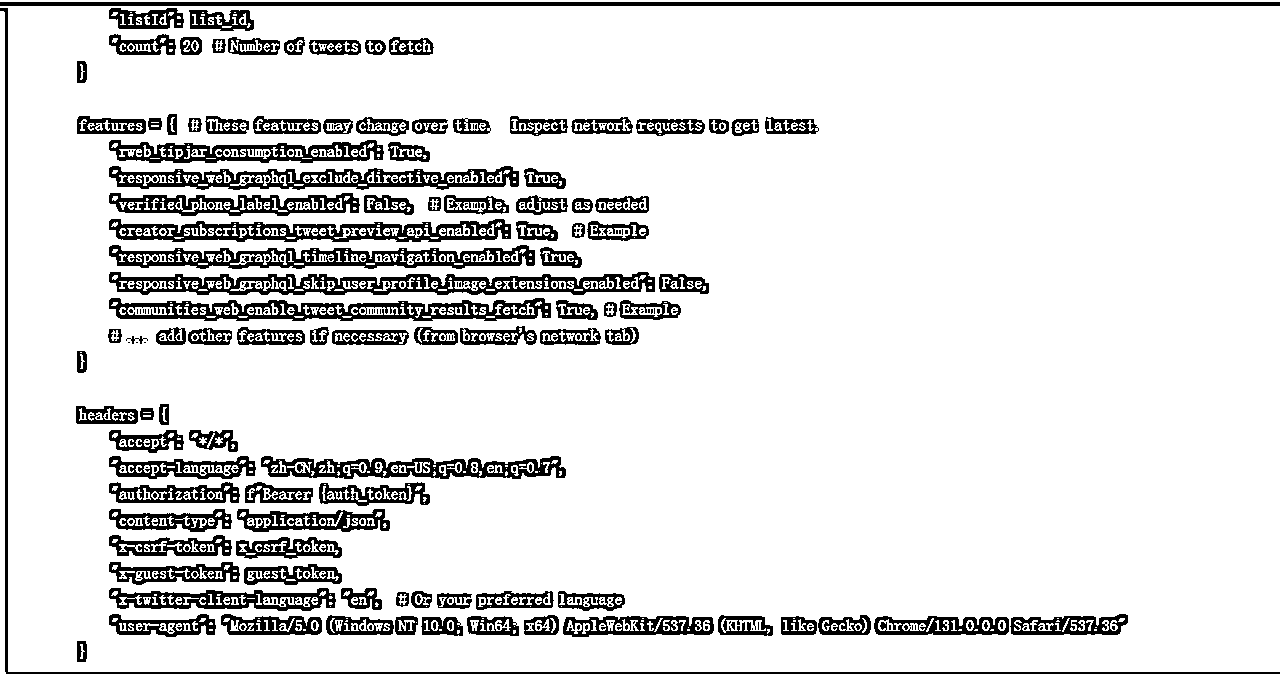 "listId": list_id,
"count": 20  # Number of tweets to fetch
}
features = {  # These features may change over time.  Inspect network requests to get latest.
"rweb_tipjar_consumption_enabled": True,
"responsive_web_graphql_exclude_directive_enabled": True,
"verified_phone_label_enabled": False,  # Example, adjust as needed
"creator_subscriptions_tweet_preview_api_enabled": True,  # Example
"responsive_web_graphql_timeline_navigation_enabled": True,
"responsive_web_graphql_skip_user_profile_image_extensions_enabled": False,
"communities_web_enable_tweet_community_results_fetch": True, # Example
# ... add other features if necessary (from browser's network tab)
}
headers = {
"accept": "*/*",
"accept-language": "zh-CN,zh;q=0.9,en-US;q=0.8,en;q=0.7",
"authorization": f"Bearer {auth_token}",
"content-type": "application/json",
"x-csrf-token": x_csrf_token,
"x-guest-token": guest_token,
"x-twitter-client-language": "en",  # Or your preferred language
"user-agent": "Mozilla/5.0 (Windows NT 10.0; Win64; x64) AppleWebKit/537.36 (KHTML, like Gecko) Chrome/131.0.0.0 Safari/537.36"
}